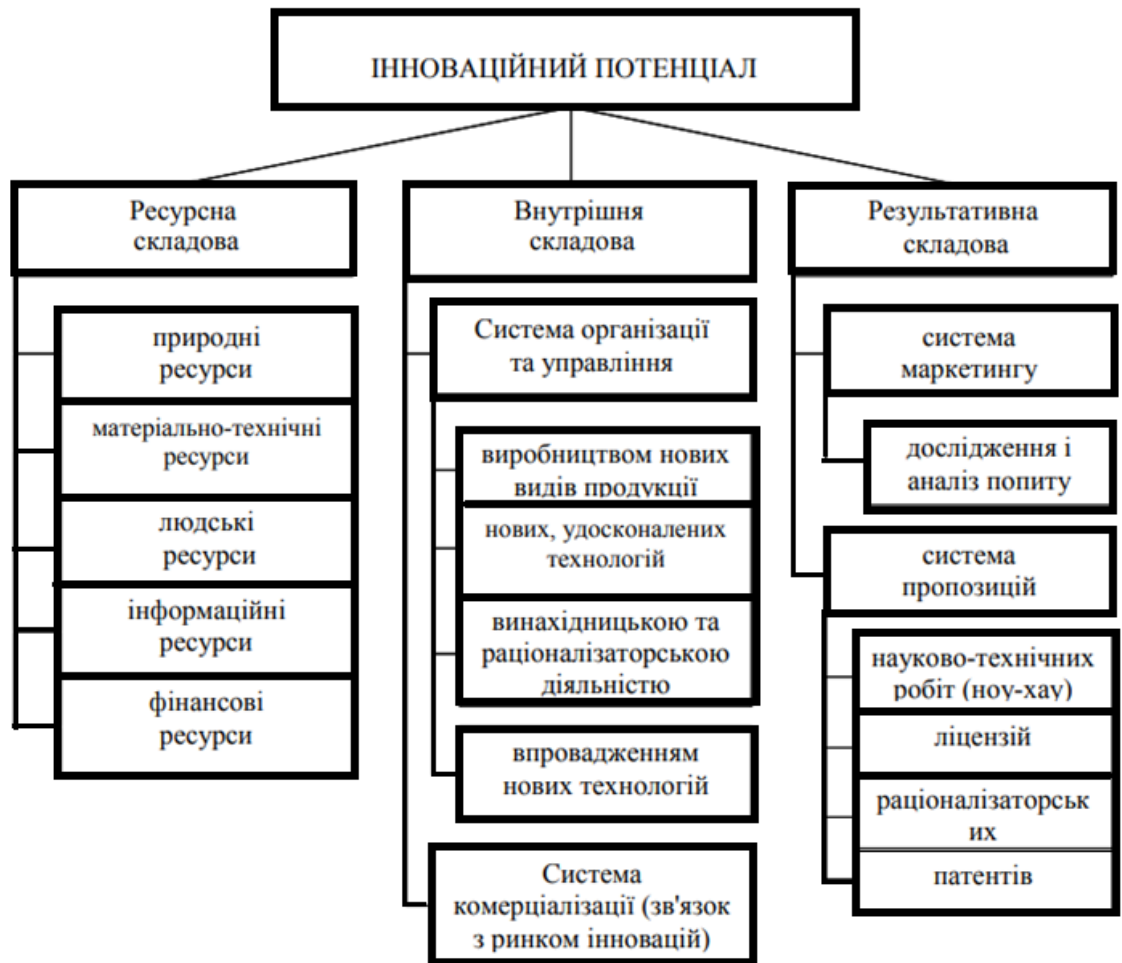 ІННОВАЦІЙНИЙ ПОТЕНЦІАЛ
Ресурсна
складова
природні
ресурси
матеріально-технічні
ресурси
людські
ресурси
інформаційні
ресурси
фінансові
ресурси
Внутрішня
складова
Система організації
та управління
виробництвом нових
видів продукції
нових, удосконалених
технологій
винахідницькою та
раціоналізаторською
діяльністю
впровадженням
нових технологій
Система
комерціалізації (зв'язок
з ринком інновацій)
Результативна
складова
система
маркетингу
дослідження і
аналіз попиту
система
пропозицій
науково-технічних
робіт (ноу-хау)
ліцензій
раціоналізаторськ
их
патентів